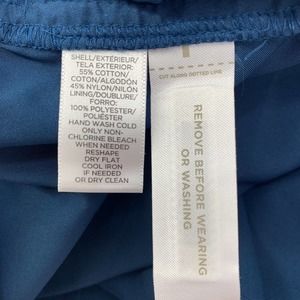 SHELL/EXTÉRIEUR/
TELA EXTERIOR:
55% COTTON/
COTON/ALGODÓN
45% NYLON/NILÓN
LINING/DOUBLURE/
FORRO:
100% POLYESTER/
POLIÉSTER
HAND WASH COLD
ONLY NON-
CHLORINE BLEACH
WHEN NEEDED
RESHAPE
DRY FLAT
COOL IRON
IF NEEDED
OR DRY CLEAN
CUT ALONG DOTTED LINE
REMOVE BEFORE WEARING
OR WASHING